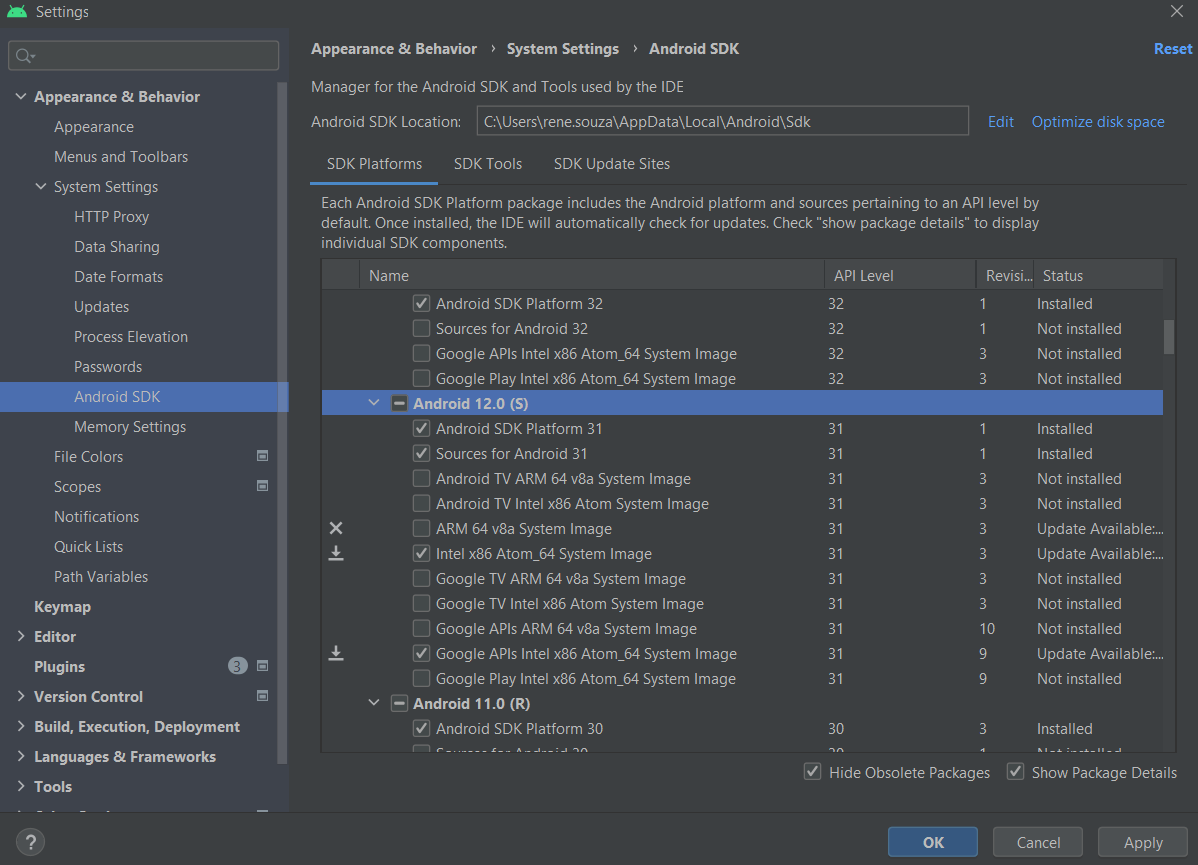 Settings
Appearance & Behavior › System Settings › Android SDK
Reset
Appearance & Behavior
Appearance
Menus and Toolbars
System Settings
HTTP Proxy
Data Sharing
Date Formats
Updates
Process Elevation
Passwords
Android SDK
Memory Settings
File Colors
Scopes
Notifications
Quick Lists
Path Variables
Keymap
Editor
Plugins 3
Version Control
Build, Execution, Deployment
Languages & Frameworks
Tools
Manager for the Android SDK and Tools used by the IDE
Android SDK Location: C:\Users\rene.souza\AppData\Local\Android\Sdk Edit Optimize disk space
SDK Platforms SDK Tools SDK Update Sites
Each Android SDK Platform package includes the Android platform and sources pertaining to an API level by
default. Once installed, the IDE will automatically check for updates. Check "show package details" to display
individual SDK components.
Name API Level Revisi... Status
Android SDK Platform 32 32 1 Installed
Sources for Android 32 32 1 Not installed
Google APIs Intel x86 Atom_64 System Image 32 3 Not installed
Google Play Intel x86 Atom_64 System Image 32 3 Not installed
Android 12.0 (S)
Android SDK Platform 31 31 1 Installed
Sources for Android 31 31 1 Installed
Android TV ARM 64 v8a System Image 31 3 Not installed
Android TV Intel x86 Atom System Image 31 3 Not installed
ARM 64 v8a System Image 31 3 Update Available:...
Intel x86 Atom_64 System Image 31 3 Update Available:...
Google TV ARM 64 v8a System Image 31 3 Not installed
Google TV Intel x86 Atom System Image 31 3 Not installed
Google APIs ARM 64 v8a System Image 31 10 Not installed
Google APIs Intel x86 Atom_64 System Image 31 9 Update Available:...
Google Play Intel x86 Atom_64 System Image 31 9 Not installed
Android 11.0 (R)
Android SDK Platform 30 30 3 Installed
Sources for Android 30 30 1 Not installed
Hide Obsolete Packages Show Package Details
? OK Cancel Apply